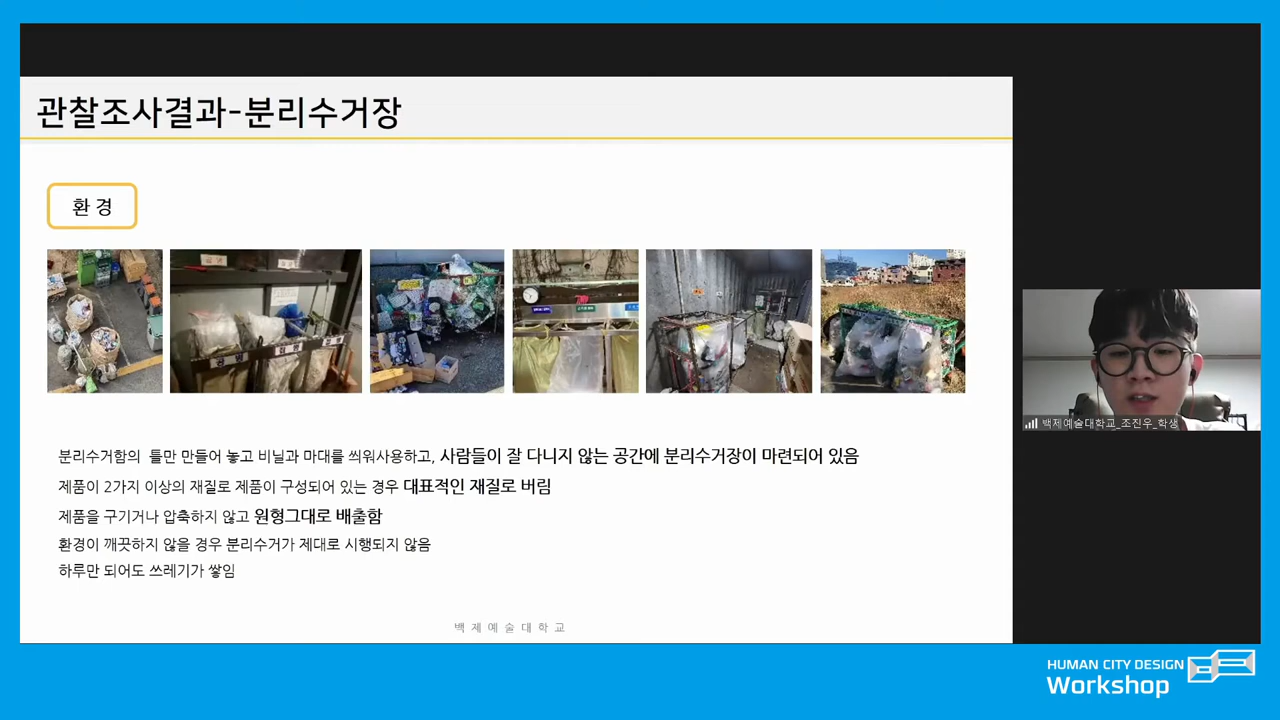 관찰조사결과-분리수거장
환 경
분리수거함의 틀만 만들어 놓고 비닐과 마대를 씌워사용하고, 사람들이 잘 다니지 않는 공간에 분리수거장이 마련되어 있음
제품이 2가지 이상의 재질로 제품이 구성되어 있는 경우 대표적인 재질로 버림
제품을 구기거나 압축하지 않고 원형그대로 배출함
환경이 깨끗하지 않을 경우 분리수거가 제대로 시행되지 않음
하루만 되어도 쓰레기가 쌓임
백 제 예 술 대 학 교
백제예술대학교_조진우_학생
HUMAN CITY DESIGN
Workshop